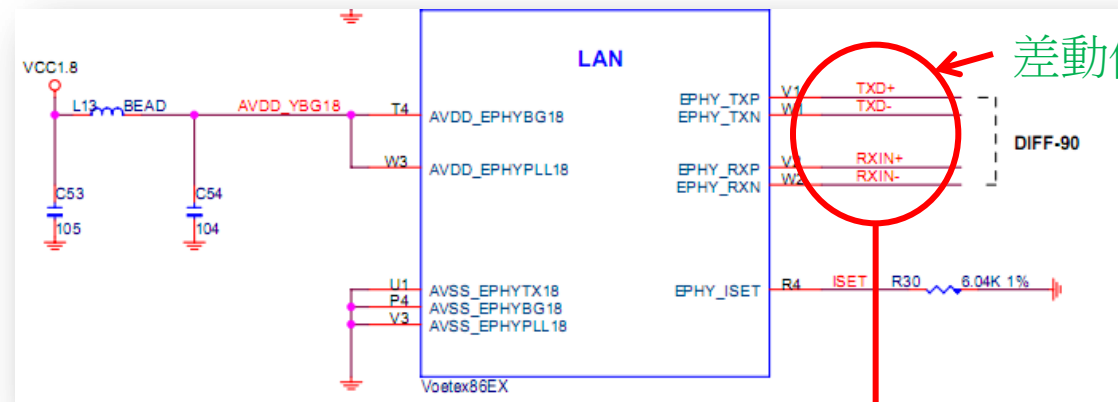 LAN
差動
VCC1.8
L13 BEAD
AVDD_YBG18
T4
AVDD_EPHYBG18
W3
AVDD_EPHYPLL18
C53
105
C54
104
EPHY_TXP
V1
TXD+
EPHY_TXN
W1
TXD-
EPHY_RXP
V2
RXIN+
EPHY_RXN
W2
RXIN-
DIFF-90
U1
AVSS_EPHYTX18
P4
AVSS_EPHYBG18
V3
AVSS_EPHYPLL18
EPHY_ISET
R4
ISET
R30
6.04K 1%
Voetex86EX